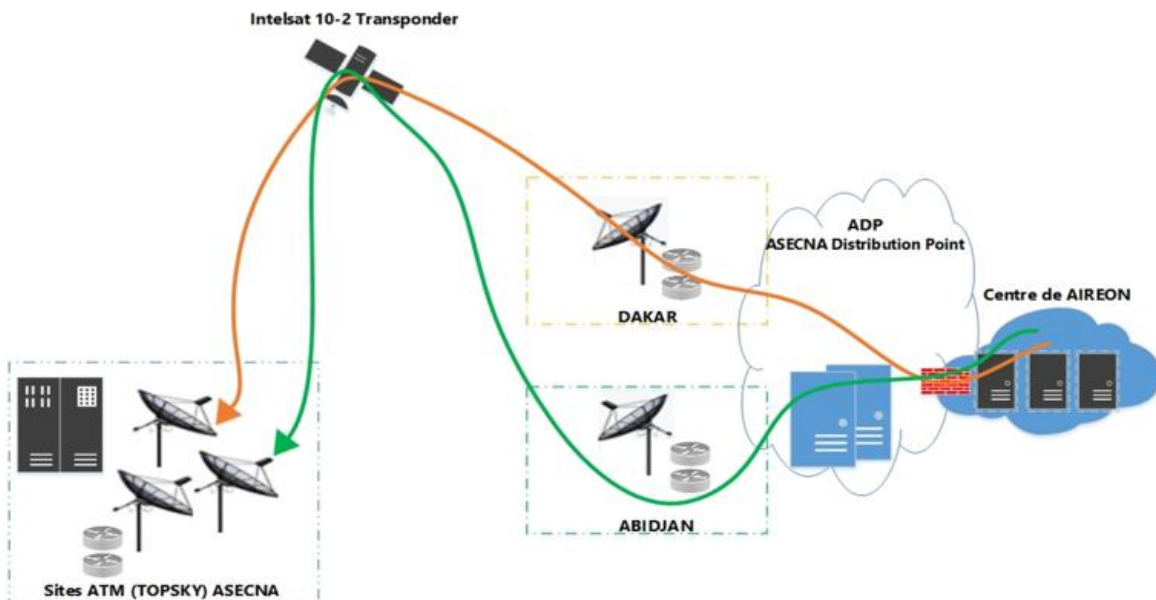 Intelsat 10-2 Transponder
ADP
ASECNA Distribution Point
Centre de AIREON
DAKAR
ABIDJAN
Sites ATM (TOPSKY) ASECNA